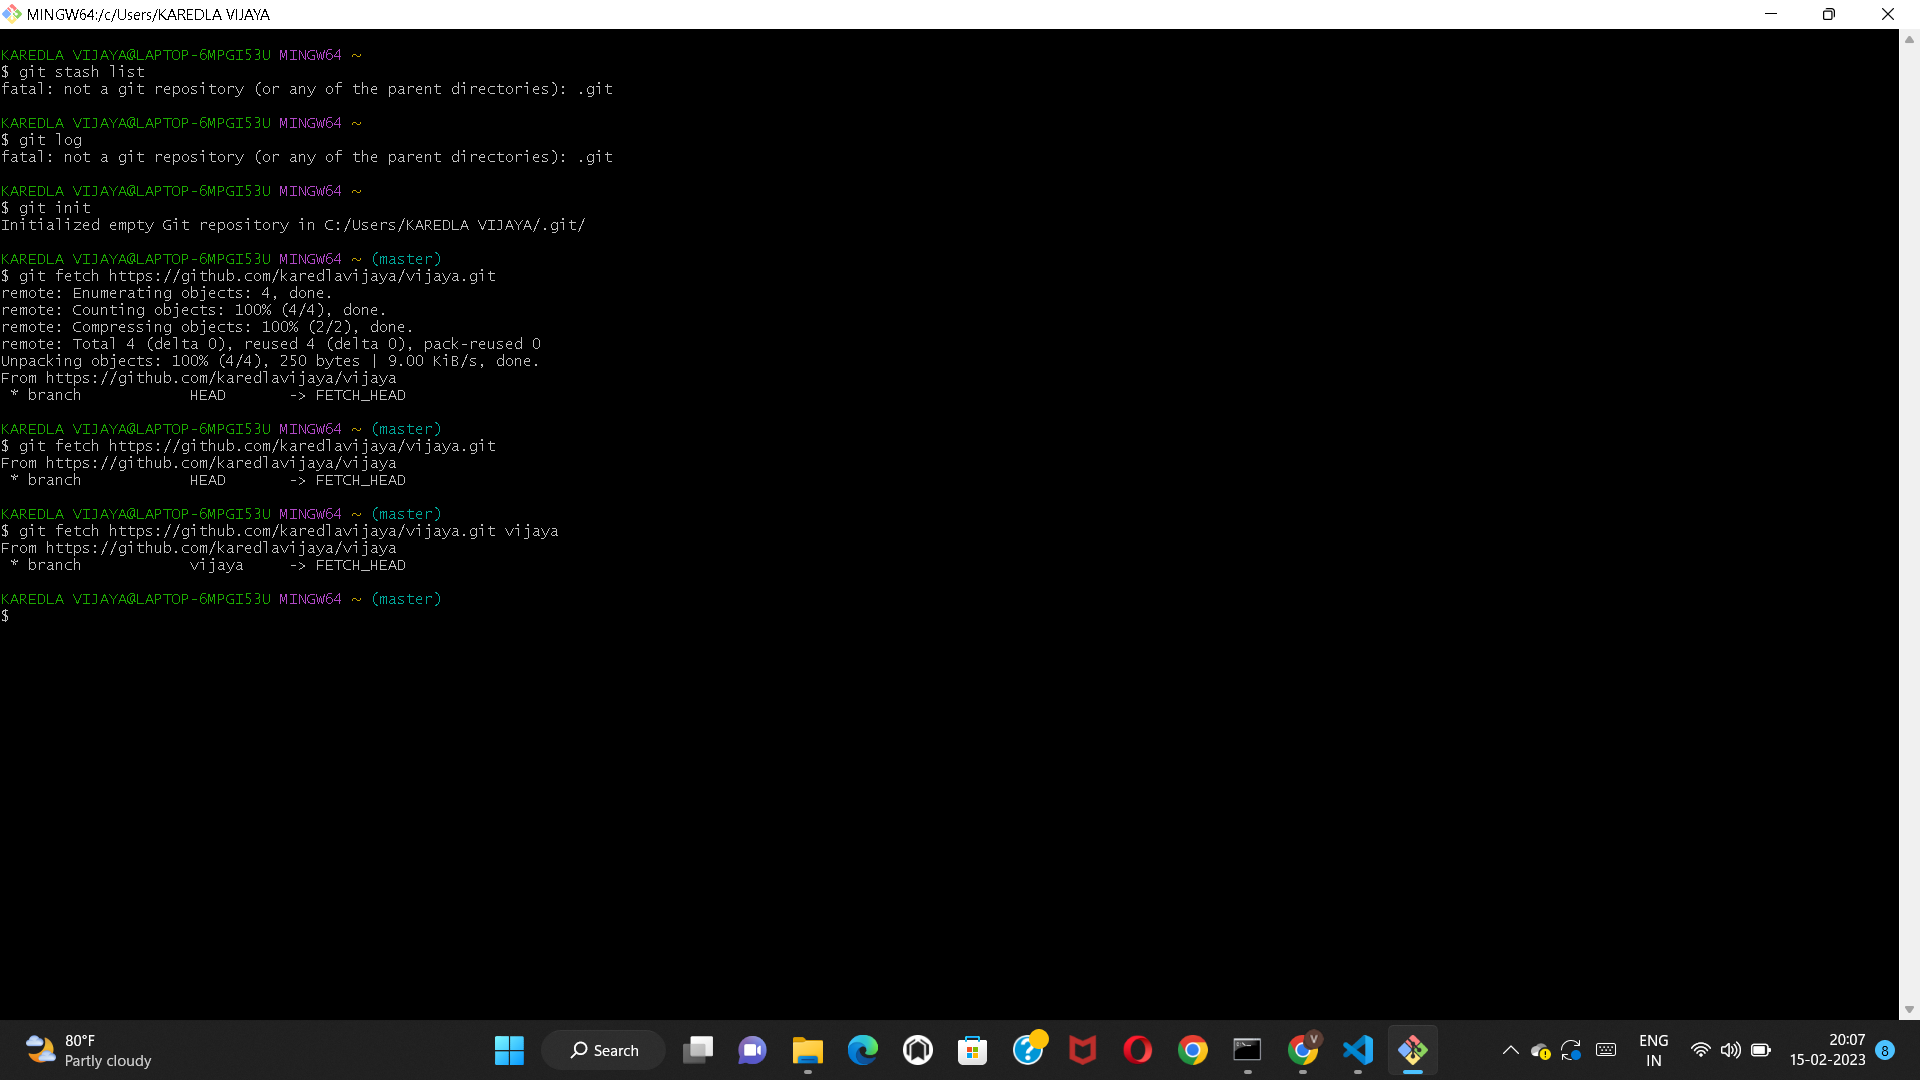 MINGW64:/c/Users/KAREDLA VIJAYA
KAREDLA VIJAYA@LAPTOP-6MPGI53U MINGW64 ~
$ git stash list
fatal: not a git repository (or any of the parent directories): .git
KAREDLA VIJAYA@LAPTOP-6MPGI53U MINGW64 ~
$ git log
fatal: not a git repository (or any of the parent directories): .git
KAREDLA VIJAYA@LAPTOP-6MPGI53U MINGW64 ~
$ git init
Initialized empty Git repository in C:/Users/KAREDLA VIJAYA/.git/
KAREDLA VIJAYA@LAPTOP-6MPGI53U MINGW64 ~ (master)
$ git fetch https://github.com/karedlavijaya/vijaya.git
remote: Enumerating objects: 4, done.
remote: Counting objects: 100% (4/4), done.
remote: Compressing objects: 100% (2/2), done.
remote: Total 4 (delta 0), reused 4 (delta 0), pack-reused 0
Unpacking objects: 100% (4/4), 250 bytes | 9.00 KiB/s, done.
From https://github.com/karedlavijaya/vijaya
 * branch            HEAD       -> FETCH_HEAD
KAREDLA VIJAYA@LAPTOP-6MPGI53U MINGW64 ~ (master)
$ git fetch https://github.com/karedlavijaya/vijaya.git
From https://github.com/karedlavijaya/vijaya
 * branch            HEAD       -> FETCH_HEAD
KAREDLA VIJAYA@LAPTOP-6MPGI53U MINGW64 ~ (master)
$ git fetch https://github.com/karedlavijaya/vijaya.git vijaya
From https://github.com/karedlavijaya/vijaya
 * branch            vijaya     -> FETCH_HEAD
KAREDLA VIJAYA@LAPTOP-6MPGI53U MINGW64 ~ (master)
$
80°F
Partly cloudy
Search
V
ENG
IN
20:07
15-02-2023
8